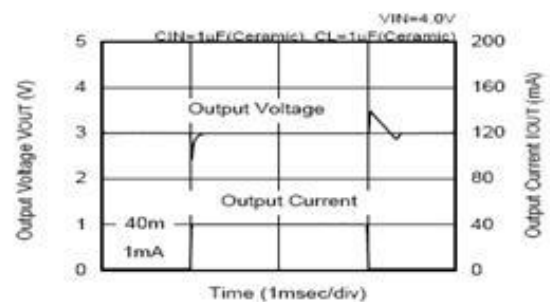 VIN=4.0V
CIN=1uF(Ceramic), CL=1uF(Ceramic)
5 200
4 160
Output Voltage
3 120
2 80
Output Current
1 40m 40
1mA
0 0
Output Voltage VOUT (V)
Output Current IOUT (mA)
Time (1msec/div)